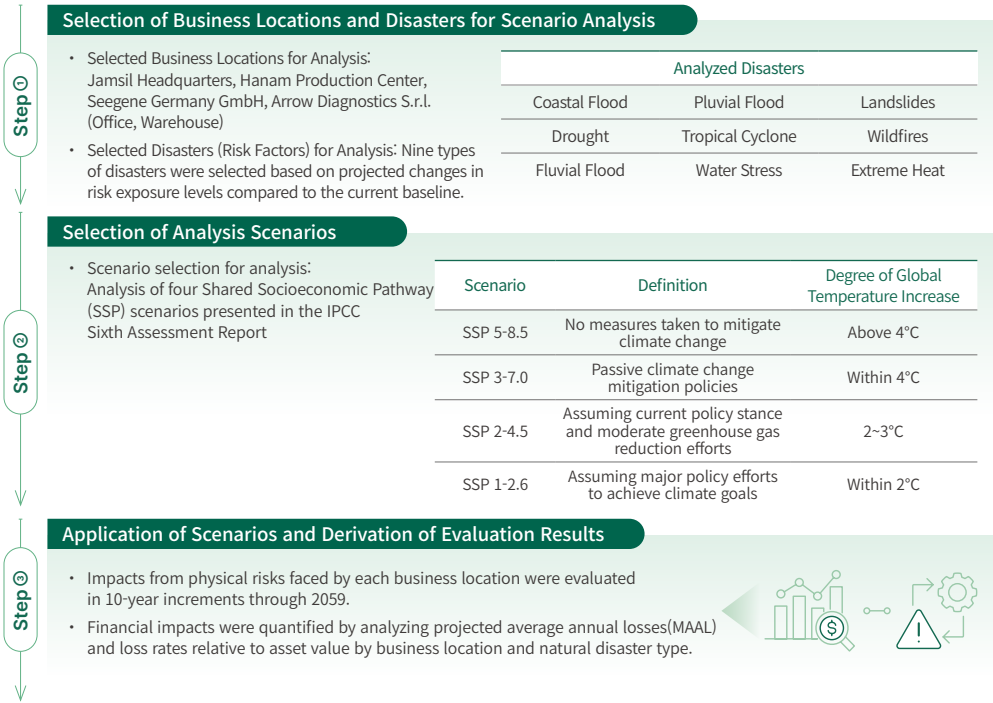 Step ①
Selection of Business Locations and Disasters for Scenario Analysis
• Selected Business Locations for Analysis:
Jamsil Headquarters, Hanam Production Center,
Seegene Germany GmbH, Arrow Diagnostics S.r.l.
(Office, Warehouse)
• Selected Disasters (Risk Factors) for Analysis: Nine types
of disasters were selected based on projected changes in
risk exposure levels compared to the current baseline.
Analyzed Disasters
Coastal Flood Pluvial Flood Landslides
Drought Tropical Cyclone Wildfires
Fluvial Flood Water Stress Extreme Heat
Step ②
Selection of Analysis Scenarios
• Scenario selection for analysis:
Analysis of four Shared Socioeconomic Pathway
(SSP) scenarios presented in the IPCC
Sixth Assessment Report
Scenario Definition Degree of Global
Temperature Increase
SSP 5-8.5 No measures taken to mitigate
climate change Above 4°C
SSP 3-7.0 Passive climate change
mitigation policies Within 4°C
SSP 2-4.5 Assuming current policy stance
and moderate greenhouse gas
reduction efforts 2~3°C
SSP 1-2.6 Assuming major policy efforts
to achieve climate goals Within 2°C
Step ③
Application of Scenarios and Derivation of Evaluation Results
• Impacts from physical risks faced by each business location were evaluated
in 10-year increments through 2059.
• Financial impacts were quantified by analyzing projected average annual losses(MAAL)
and loss rates relative to asset value by business location and natural disaster type.
$
!